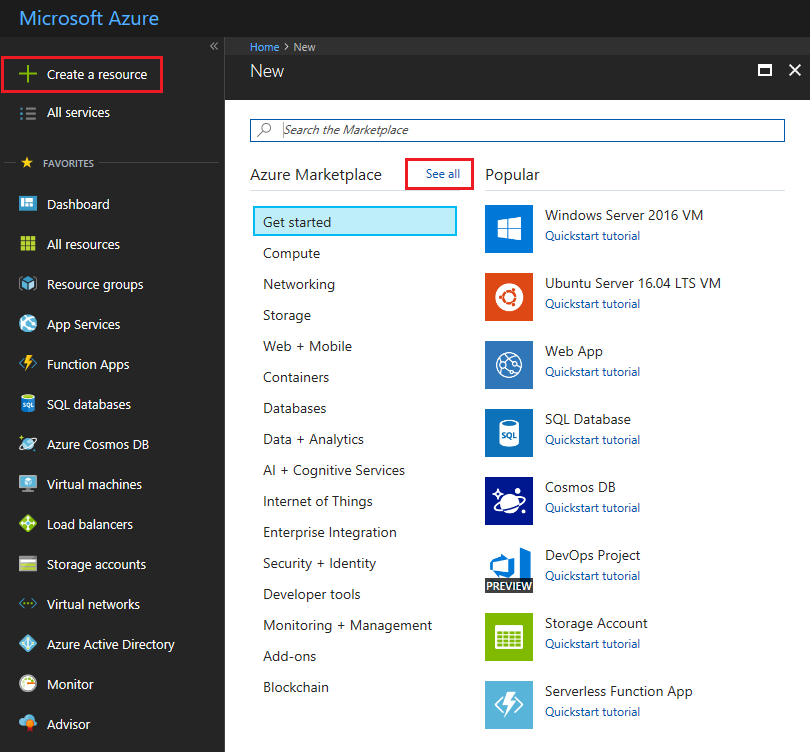 Microsoft Azure
«
Create a resource
All services
FAVORITES
Dashboard
All resources
Resource groups
App Services
Function Apps
SQL
SQL databases
Azure Cosmos DB
Virtual machines
Load balancers
Storage accounts
Virtual networks
Azure Active Directory
Monitor
Advisor
Home > New
New
Search the Marketplace
Azure Marketplace
See all
Get started
Compute
Networking
Storage
Web + Mobile
Containers
Databases
Data + Analytics
AI + Cognitive Services
Internet of Things
Enterprise Integration
Security + Identity
Developer tools
Monitoring + Management
Add-ons
Blockchain
Popular
Windows Server 2016 VM
Quickstart tutorial
Ubuntu Server 16.04 LTS VM
Quickstart tutorial
Web App
Quickstart tutorial
SQL
SQL Database
Quickstart tutorial
Cosmos DB
Quickstart tutorial
PREVIEW
DevOps Project
Quickstart tutorial
Storage Account
Quickstart tutorial
Serverless Function App
Quickstart tutorial